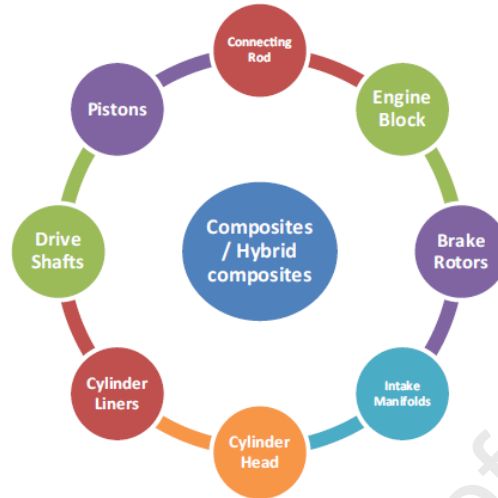 Connecting
Rod
Engine
Block
Brake
Rotors
Intake
Manifolds
Cylinder
Head
Cylinder
Liners
Drive
Shafts
Pistons
Composites
/ Hybrid
composites